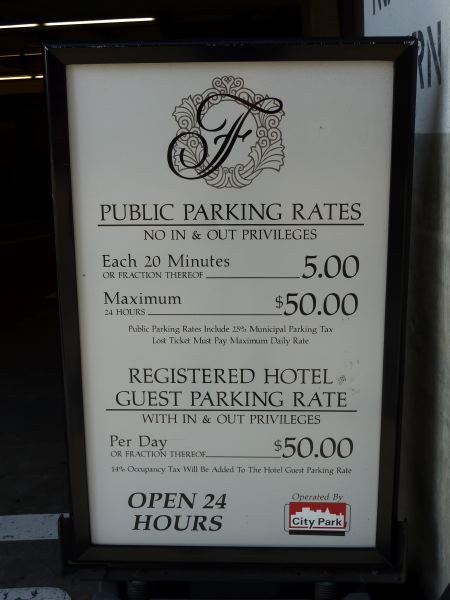 F
PUBLIC PARKING RATES
NO IN & OUT PRIVILEGES
Each 20 Minutes 5.00
OR FRACTION THEREOF
Maximum $50.00
24 HOURS
Public Parking Rates Include 25% Municipal Parking Tax
Lost Ticket Must Pay Maximum Daily Rate
REGISTERED HOTEL
GUEST PARKING RATE
WITH IN & OUT PRIVILEGES
Per Day $50.00
OR FRACTION THEREOF
14% Occupancy Tax Will Be Added To The Hotel Guest Parking Rate
OPEN 24
HOURS
Operated By
City Park
RN